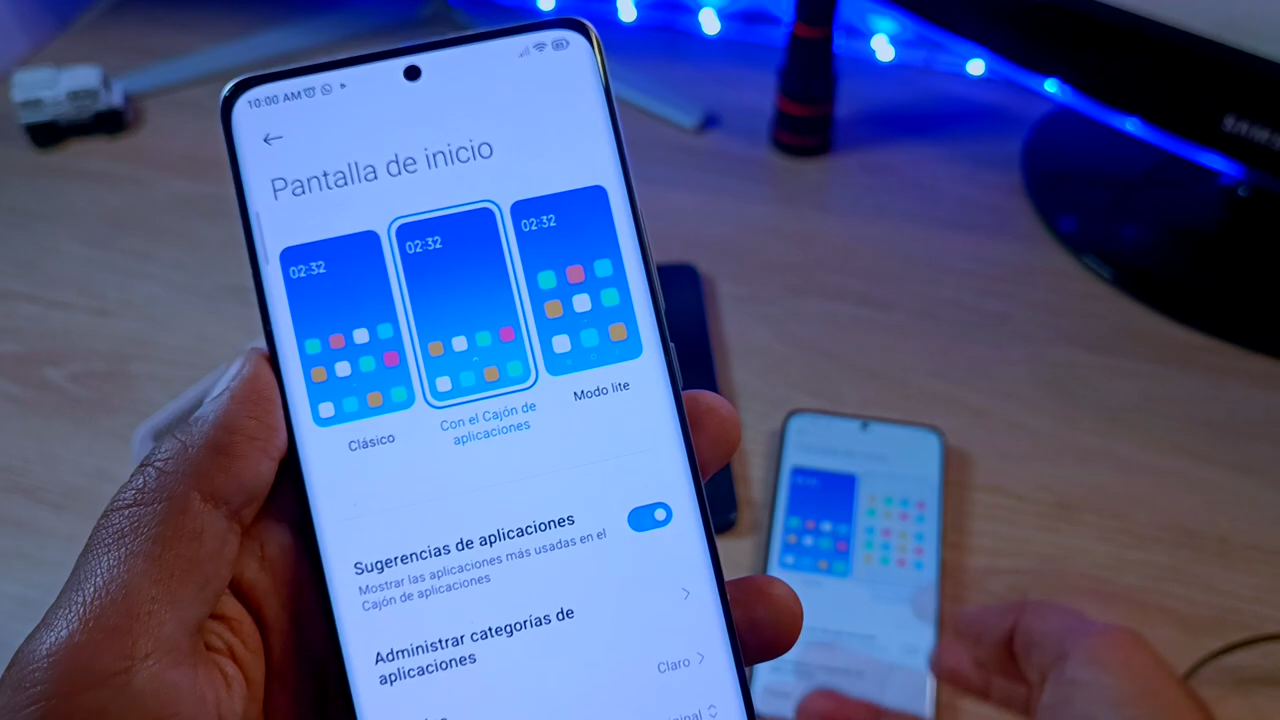 10:00 AM
Pantalla de inicio
02:32
02:32
02:32
Clásico
Con el Cajón de
aplicaciones
Modo lite
Sugerencias de aplicaciones
Mostrar las aplicaciones más usadas en el
Cajón de aplicaciones
Administrar categorías de
aplicaciones
Claro